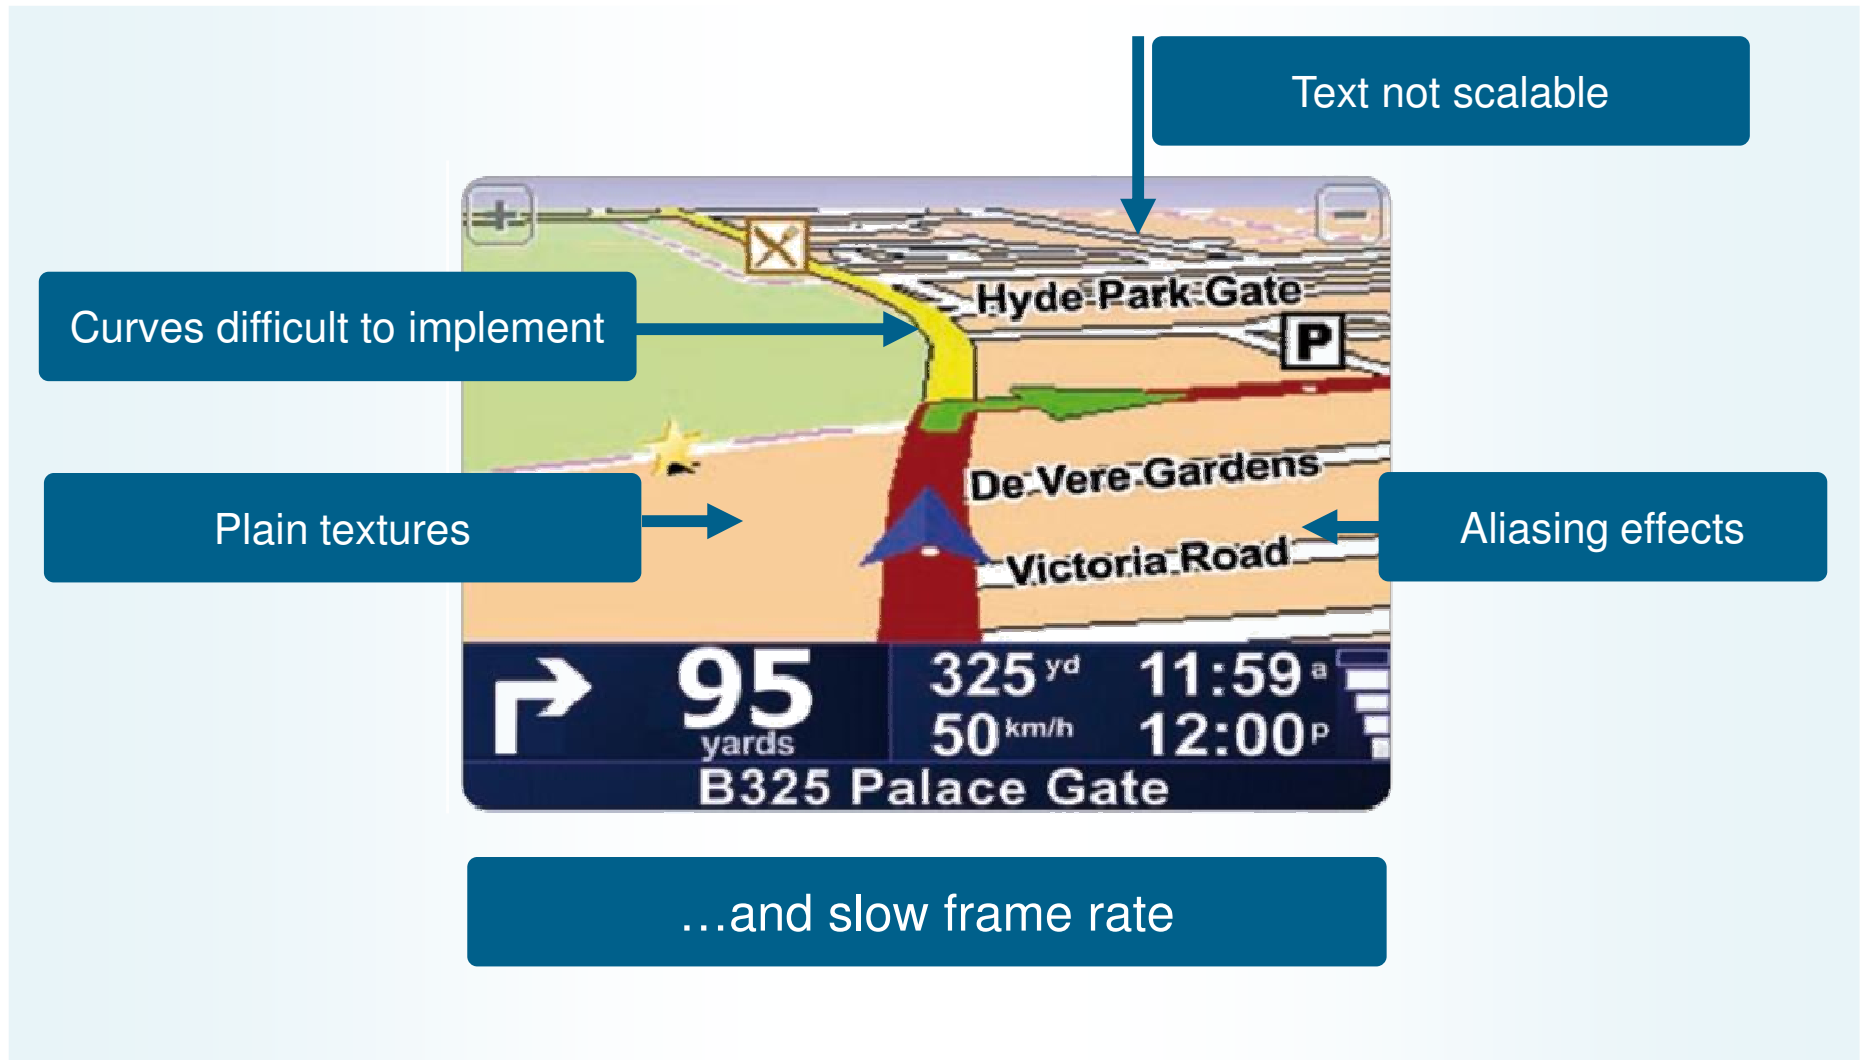 Text not scalable
+
−
Hyde Park Gate
Curves difficult to implement
P
De Vere Gardens
Plain textures
Aliasing effects
Victoria Road
95
yards
325 yd
11:59 a
50 km/h
12:00 P
B325 Palace Gate
…and slow frame rate